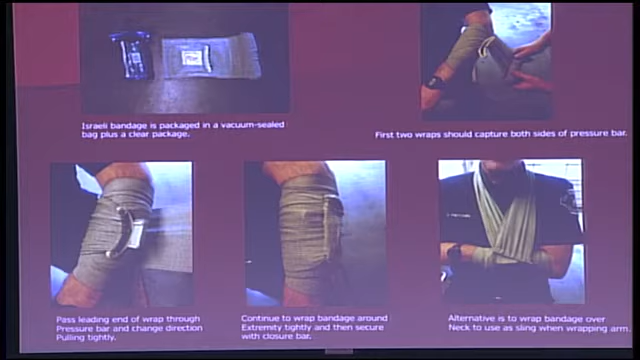 Israeli bandage is packaged in a vacuum-sealed
bag plus a clear package.
First two wraps should capture both sides of pressure bar.
Pass leading end of wrap through
Pressure bar and change direction
Pulling tightly.
Continue to wrap bandage around
Extremity tightly and then secure
with closure bar.
Alternative is to wrap bandage over
Neck to use as sling when wrapping arm.